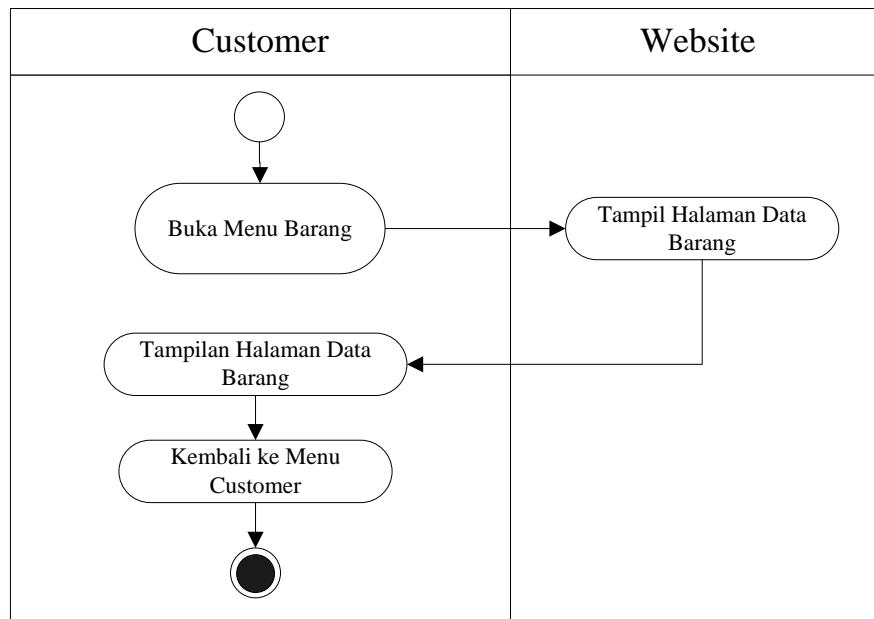 Customer
Website
Buka Menu Barang
Tampil Halaman Data
Barang
Tampilan Halaman Data
Barang
Kembali ke Menu
Customer